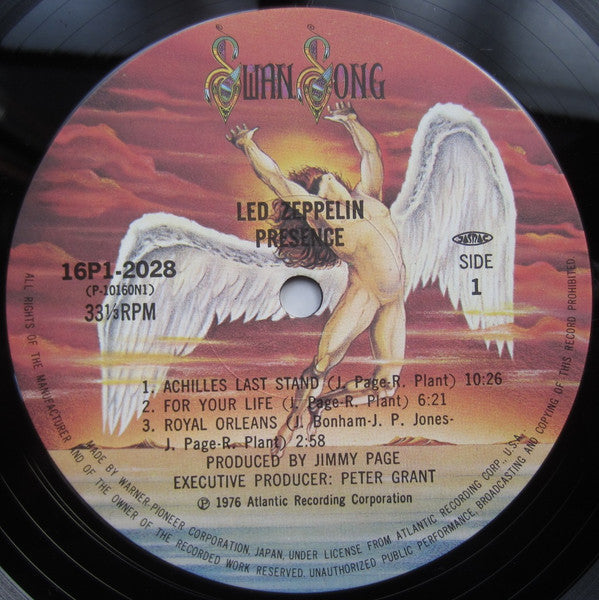 SWAN SONG
LED ZEPPELIN
PRESENCE
16P1-2028
(P-10160N1)
33 1/3 RPM
JASRAC
SIDE
1
1. ACHILLES LAST STAND (J. Page-R. Plant) 10:26
2. FOR YOUR LIFE (J. Page-R. Plant) 6:21
3. ROYAL ORLEANS (J. Bonham-J. P. Jones-
J. Page-R. Plant) 2:58
PRODUCED BY JIMMY PAGE
EXECUTIVE PRODUCER: PETER GRANT
℗ 1976 Atlantic Recording Corporation
MADE BY WARNER-PIONEER CORPORATION, JAPAN, UNDER LICENSE FROM ATLANTIC RECORDING CORP., U.S.A.
ALL RIGHTS OF THE MANUFACTURER AND OF THE OWNER OF THE RECORDED WORK RESERVED. UNAUTHORIZED PUBLIC PERFORMANCE, BROADCASTING AND COPYING OF THIS RECORD PROHIBITED.